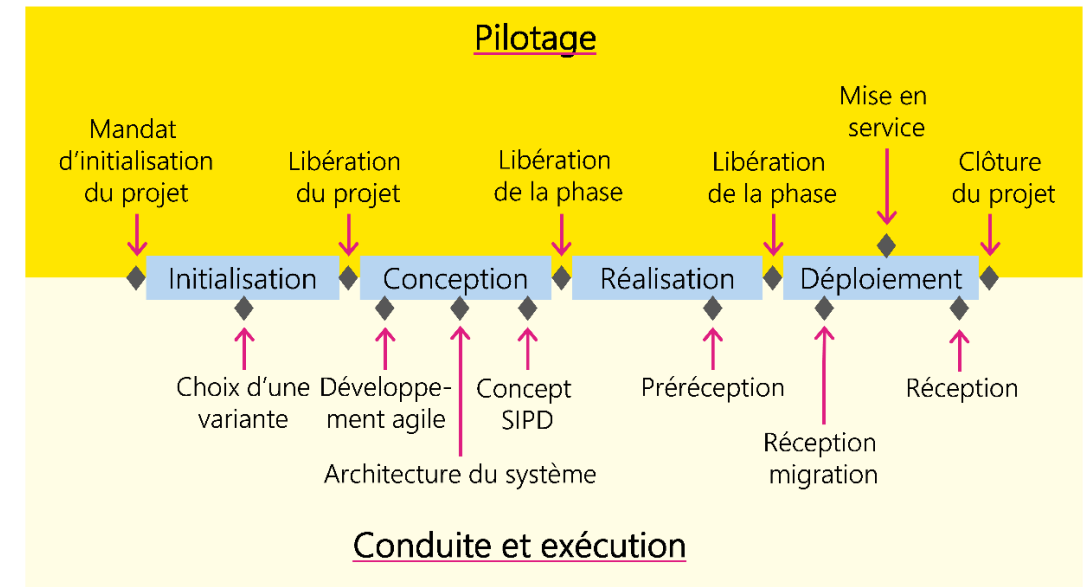 Pilotage
Mandat
d'initialisation
du projet
Libération
du projet
Libération
de la phase
Libération
de la phase
Mise en
service
Clôture
du projet
Initialisation
Conception
Réalisation
Déploiement
Choix d'une
variante
Développe-
ment agile
Architecture du système
Concept
SIPD
Préréception
Réception
migration
Réception
Conduite et exécution